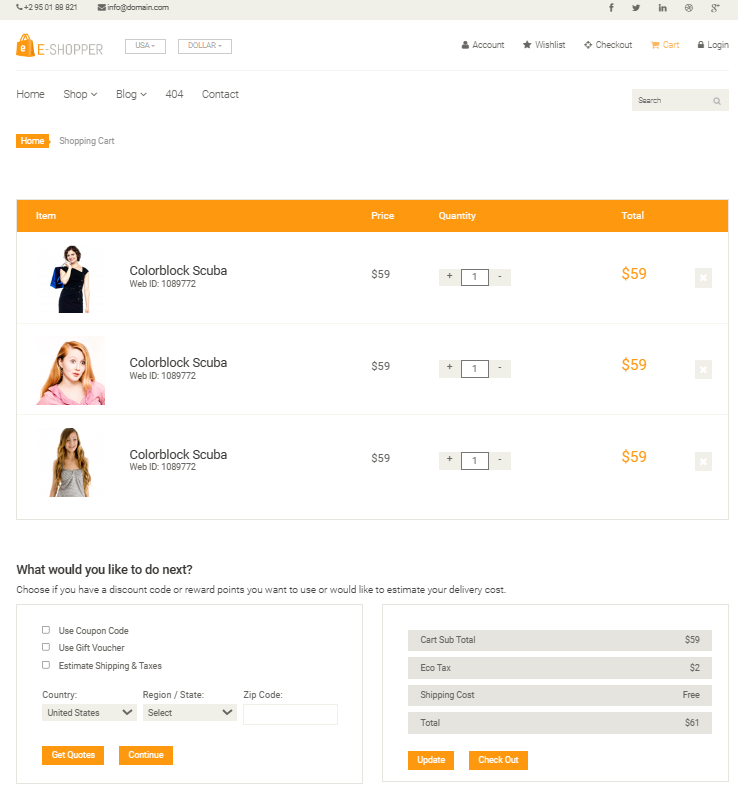 +2 95 01 88 821 info@domain.com
E-SHOPPER USA DOLLAR Account Wishlist Checkout Cart Login
Home Shop Blog 404 Contact Search
Home Shopping Cart
Item Price Quantity Total
Colorblock Scuba
Web ID: 1089772
$59 + 1 - $59
Colorblock Scuba
Web ID: 1089772
$59 + 1 - $59
Colorblock Scuba
Web ID: 1089772
$59 + 1 - $59
What would you like to do next?
Choose if you have a discount code or reward points you want to use or would like to estimate your delivery cost.
Use Coupon Code
Use Gift Voucher
Estimate Shipping & Taxes
Country: Region / State: Zip Code:
United States Select
Get Quotes Continue
Cart Sub Total $59
Eco Tax $2
Shipping Cost Free
Total $61
Update Check Out